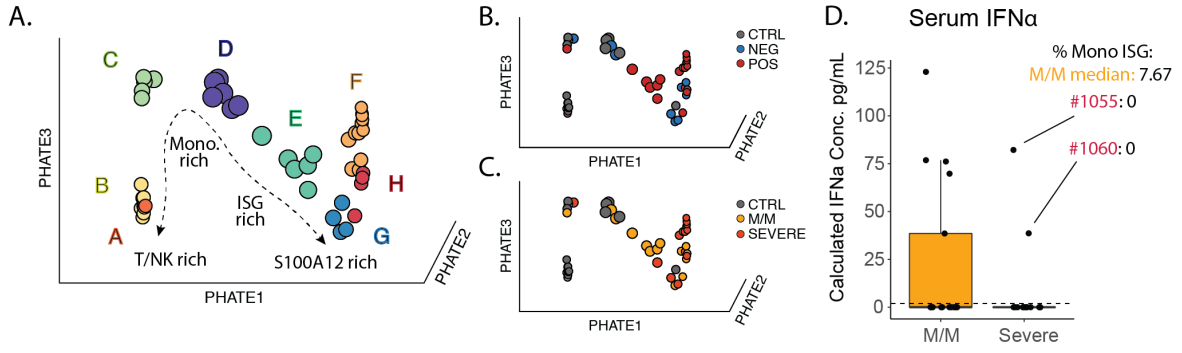 A.
C
D
F
E
B
A
H
G
Mono.
rich
ISG
rich
T/NK rich
S100A12 rich
PHATE3
PHATE1
PHATE2
B.
CTRL
NEG
POS
PHATE3
PHATE1
PHATE2
C.
CTRL
M/M
SEVERE
PHATE3
PHATE1
PHATE2
D.
Serum IFNα
% Mono ISG:
M/M median: 7.67
#1055: 0
#1060: 0
Calculated IFNa Conc. pg/mL
125
100
75
50
25
0
M/M
Severe